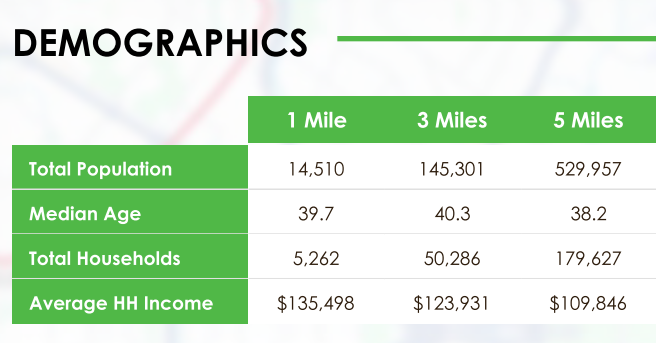 DEMOGRAPHICS
1 Mile 3 Miles 5 Miles
Total Population 14,510 145,301 529,957
Median Age 39.7 40.3 38.2
Total Households 5,262 50,286 179,627
Average HH Income $135,498 $123,931 $109,846